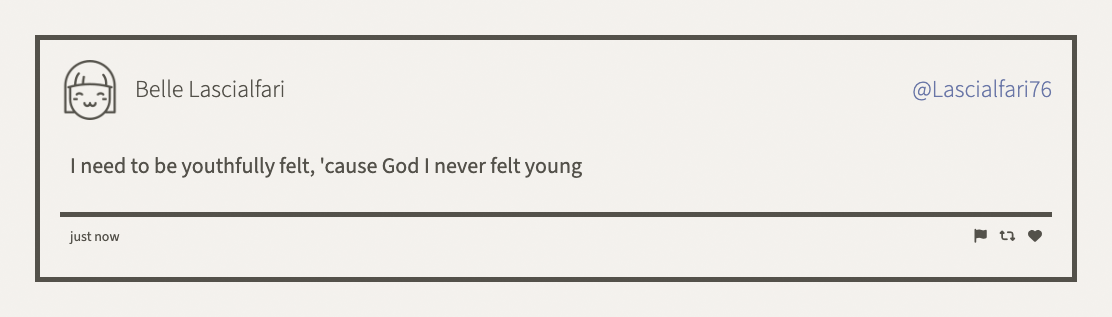 Belle Lascialfari
@Lascialfari76
I need to be youthfully felt, 'cause God I never felt young
just now